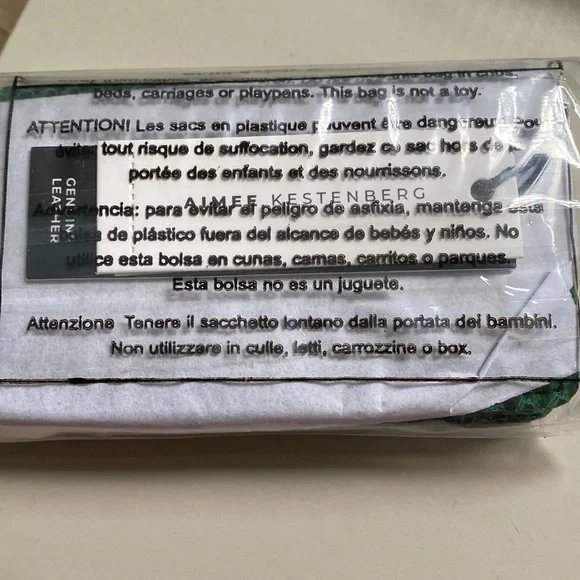 this bag in cribs,
beds, carriages or playpens. This bag is not a toy.
ATTENTION! Les sacs en plastique peuvent être dangereux Pour
éviter tout risque de suffocation, gardez ce sac hors de la
portée des enfants et des nourrissons.
GENUINE
LEATHER
AIMEE KESTENBERG
Advertencia: para evitar el peligro de asfixia, mantenga esta
bolsa de plástico fuera del alcance de bebés y niños. No
utilice esta bolsa en cunas, camas, carritos o parques.
Esta bolsa no es un juguete.
Attenzione Tenere il sacchetto lontano dalla portata dei bambini.
Non utilizzare in culle, letti, carrozzine o box.